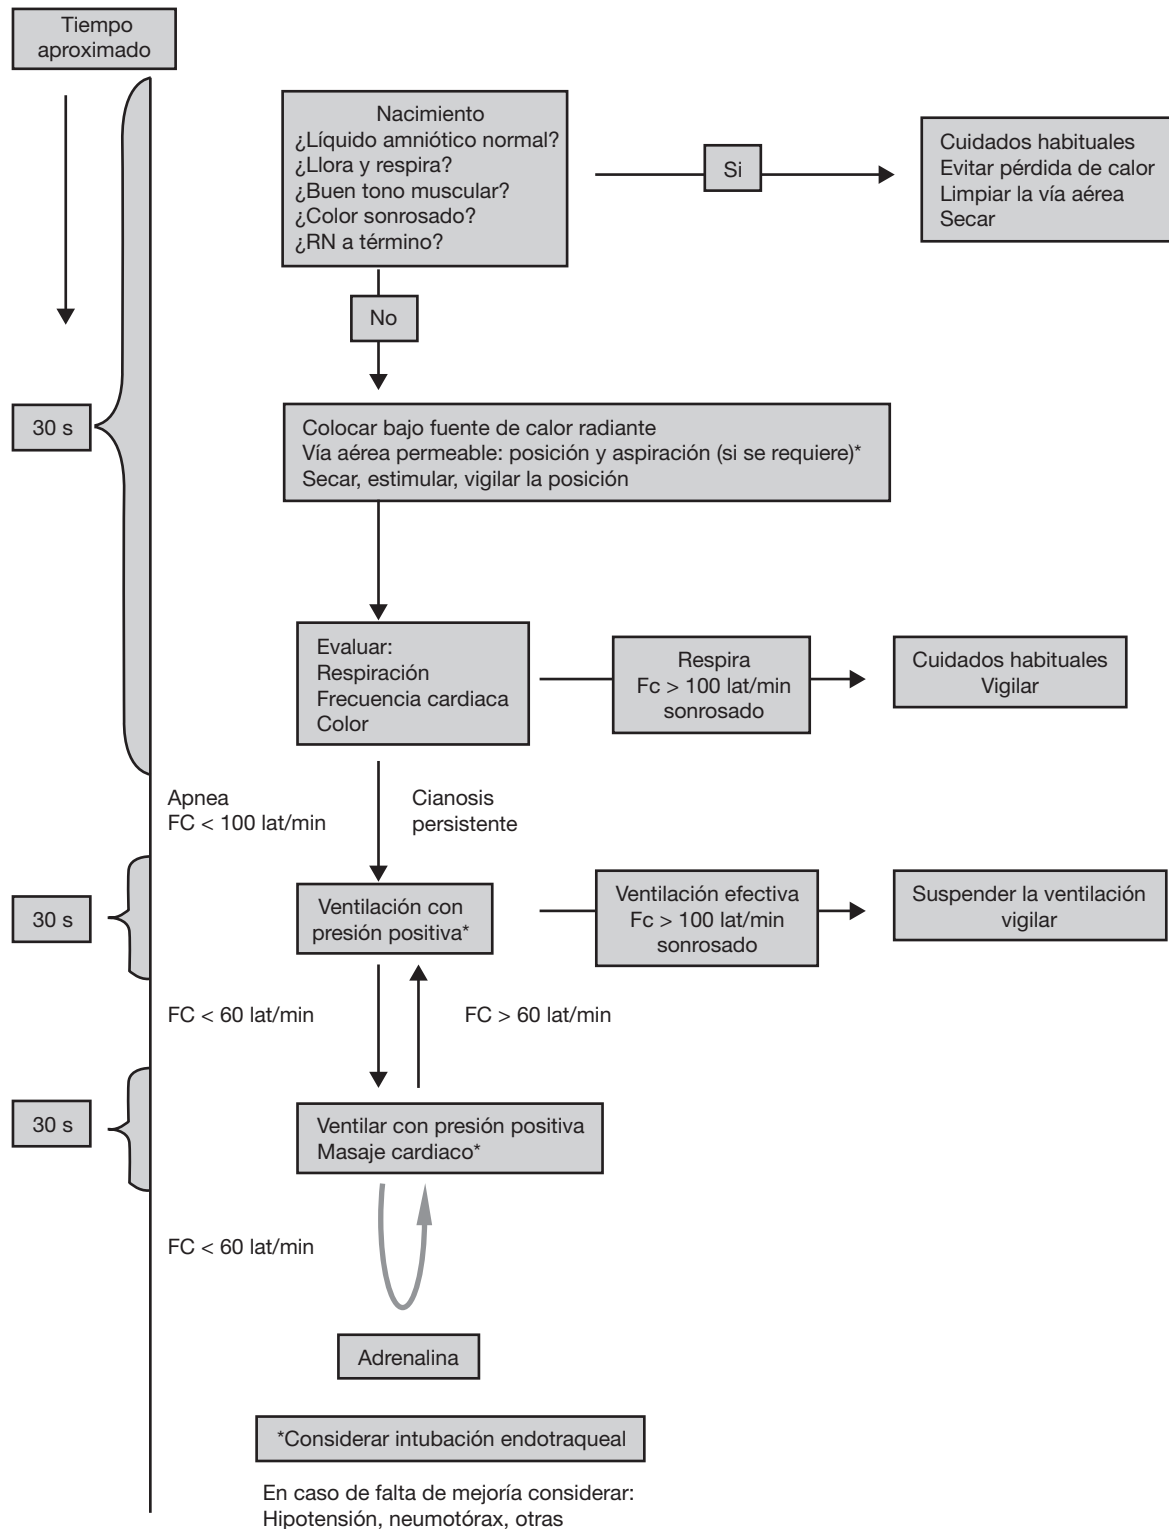 Tiempo
aproximado
Nacimiento
¿Líquido amniótico normal?
¿Llora y respira?
¿Buen tono muscular?
¿Color sonrosado?
¿RN a término?
Si
Cuidados habituales
Evitar pérdida de calor
Limpiar la vía aérea
Secar
No
30 s
Colocar bajo fuente de calor radiante
Vía aérea permeable: posición y aspiración (si se requiere)*
Secar, estimular, vigilar la posición
Evaluar:
Respiración
Frecuencia cardiaca
Color
Respira
Fc > 100 lat/min
sonrosado
Cuidados habituales
Vigilar
Apnea
FC < 100 lat/min
Cianosis
persistente
30 s
Ventilación con
presión positiva*
Ventilación efectiva
Fc > 100 lat/min
sonrosado
Suspender la ventilación
vigilar
FC < 60 lat/min
FC > 60 lat/min
30 s
Ventilar con presión positiva
Masaje cardiaco*
FC < 60 lat/min
Adrenalina
*Considerar intubación endotraqueal
En caso de falta de mejoría considerar:
Hipotensión, neumotórax, otras